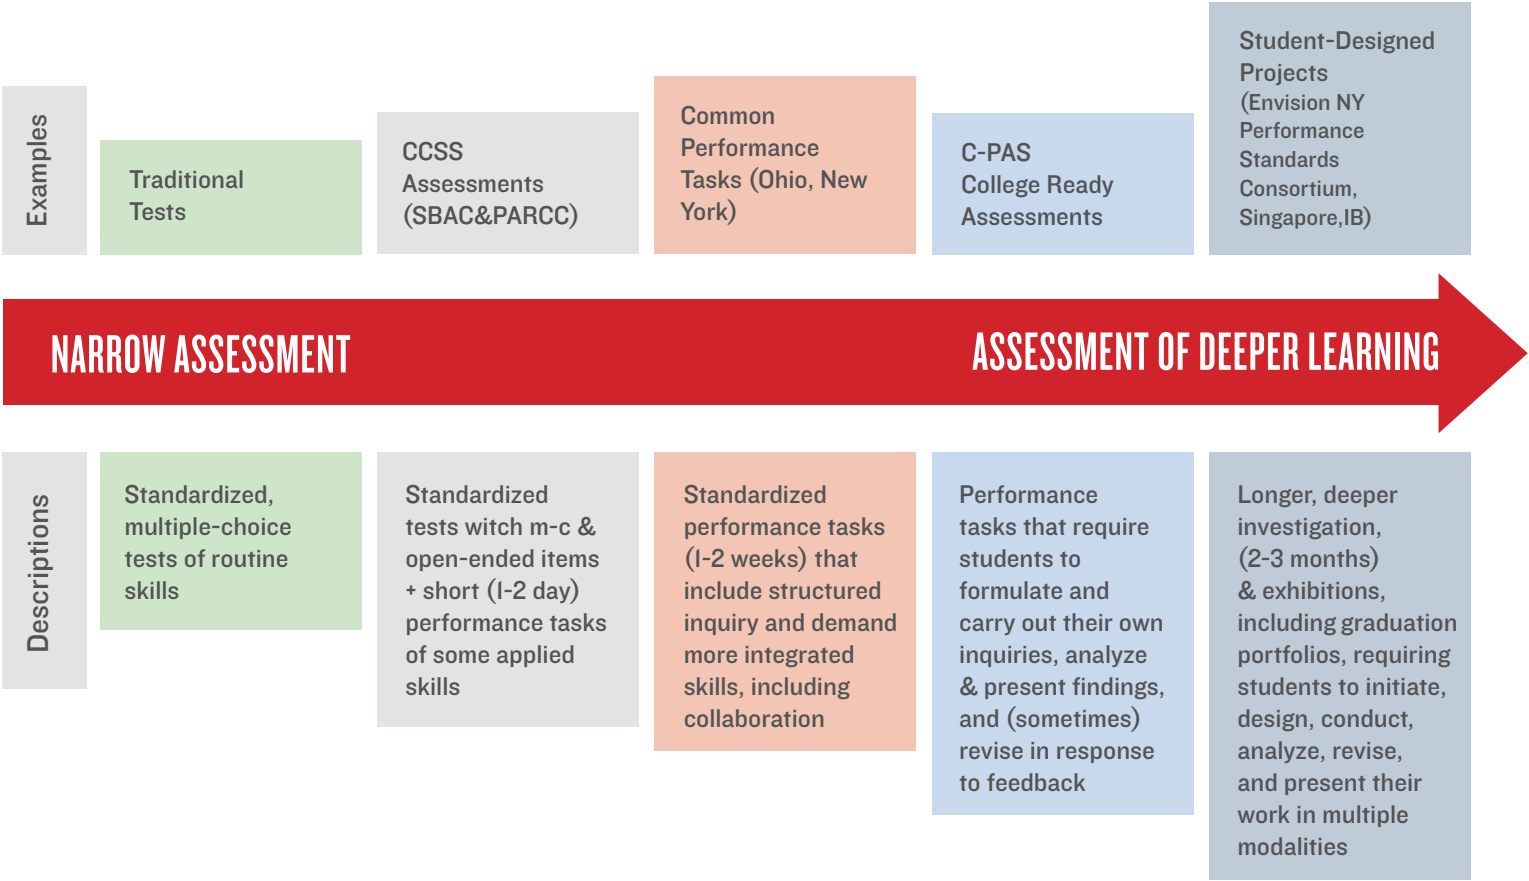 Examples
Traditional
Tests
CCSS
Assessments
(SBAC&PARCC)
Common
Performance
Tasks (Ohio, New
York)
C-PAS
College Ready
Assessments
Student-Designed
Projects
(Envision NY
Performance
Standards
Consortium,
Singapore,IB)
NARROW ASSESSMENT
ASSESSMENT OF DEEPER LEARNING
Descriptions
Standardized,
multiple-choice
tests of routine
skills
Standardized
tests witch m-c &
open-ended items
+ short (1-2 day)
performance tasks
of some applied
skills
Standardized
performance tasks
(1-2 weeks) that
include structured
inquiry and demand
more integrated
skills, including
collaboration
Performance
tasks that require
students to
formulate and
carry out their own
inquiries, analyze
& present findings,
and (sometimes)
revise in response
to feedback
Longer, deeper
investigation,
(2-3 months)
& exhibitions,
including graduation
portfolios, requiring
students to initiate,
design, conduct,
analyze, revise,
and present their
work in multiple
modalities